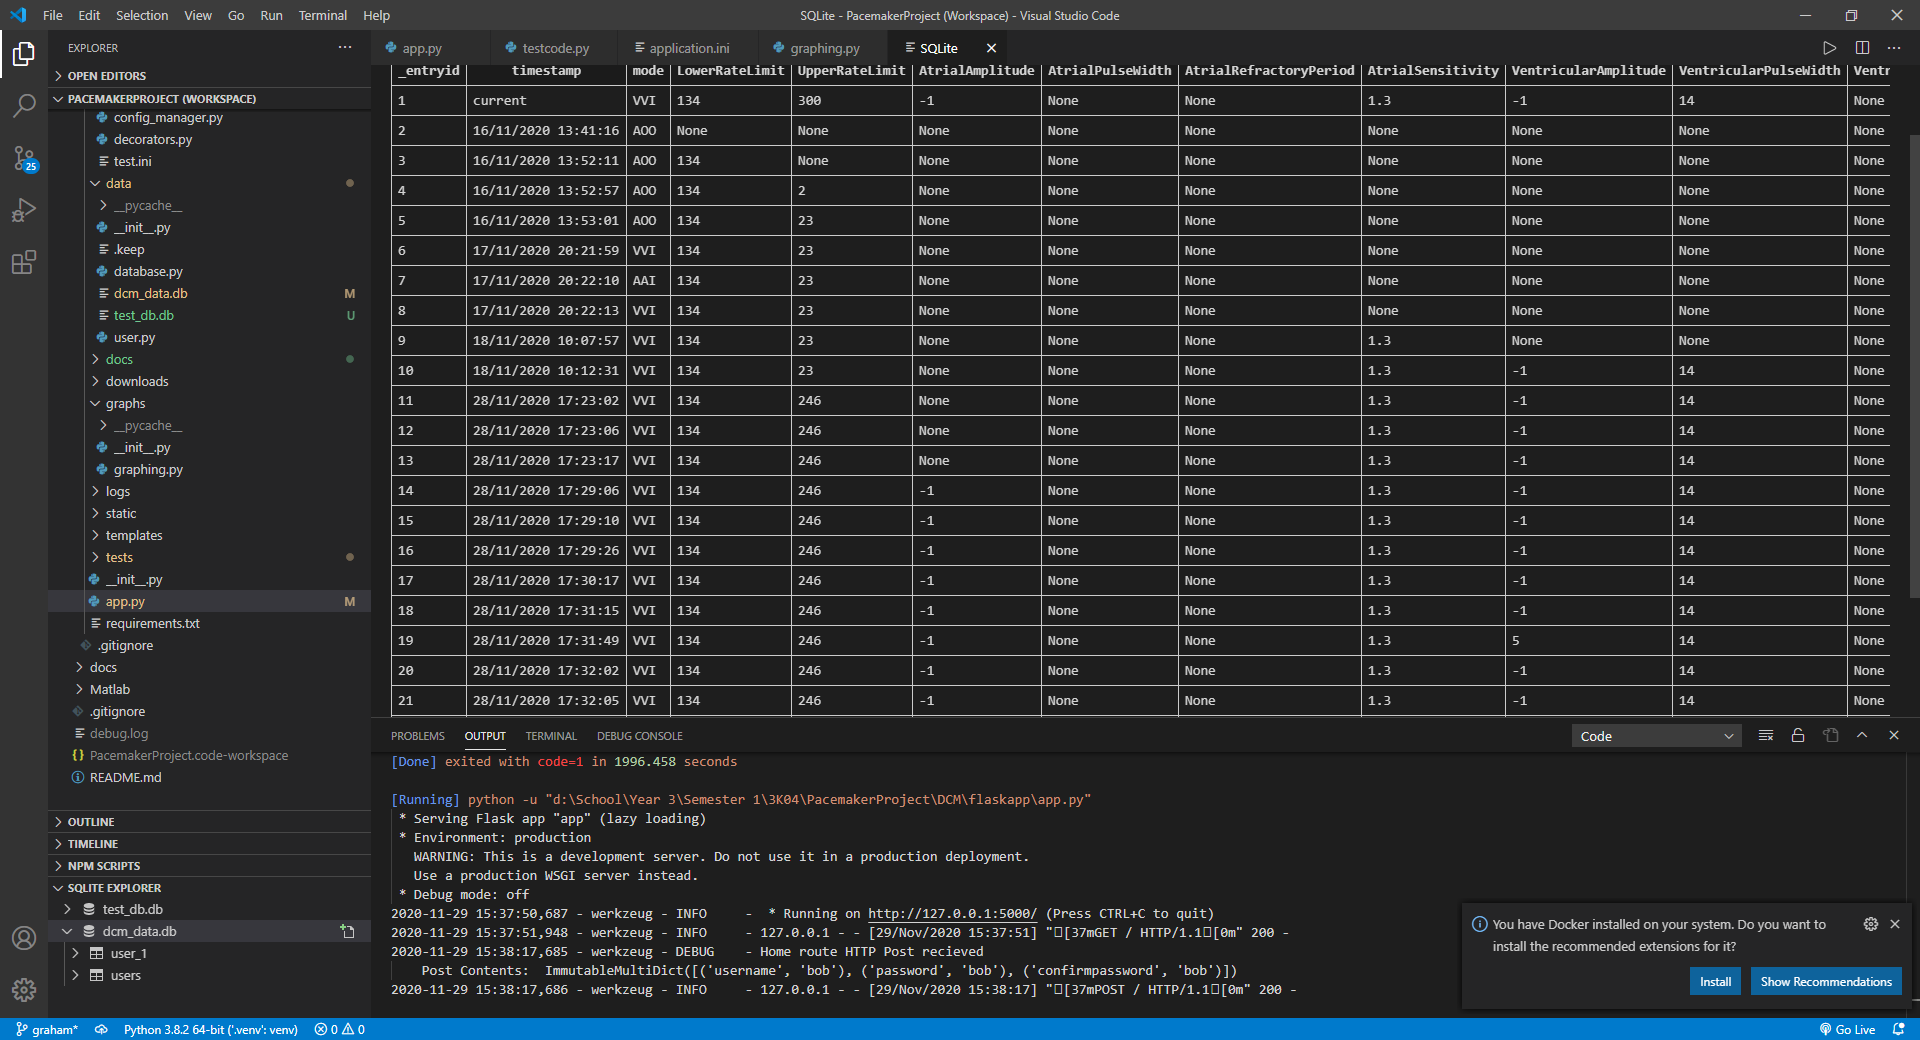 File Edit Selection View Go Run Terminal Help
SQLite - PacemakerProject (Workspace) - Visual Studio Code
EXPLORER
OPEN EDITORS
PACEMAKERPROJECT (WORKSPACE)
config_manager.py
decorators.py
test.ini
data
__pycache__
__init__.py
.keep
database.py
dcm_data.db M
test_db.db U
user.py
docs
downloads
graphs
__pycache__
__init__.py
graphing.py
logs
static
templates
tests
__init__.py
app.py M
requirements.txt
.gitignore
docs
Matlab
.gitignore
debug.log
PacemakerProject.code-workspace
README.md
OUTLINE
TIMELINE
NPM SCRIPTS
SQLITE EXPLORER
test_db.db
dcm_data.db
user_1
users
25
app.py testcode.py application.ini graphing.py SQLite
_entryid timestamp mode LowerRateLimit UpperRateLimit AtrialAmplitude AtrialPulseWidth AtrialRefractoryPeriod AtrialSensitivity VentricularAmplitude VentricularPulseWidth Ventr
1 current VVI 134 300 -1 None None 1.3 -1 14 None
2 16/11/2020 13:41:16 AOO None None None None None None None None None
3 16/11/2020 13:52:11 AOO 134 None None None None None None None None
4 16/11/2020 13:52:57 AOO 134 2 None None None None None None None
5 16/11/2020 13:53:01 AOO 134 23 None None None None None None None
6 17/11/2020 20:21:59 VVI 134 23 None None None None None None None
7 17/11/2020 20:22:10 AAI 134 23 None None None None None None None
8 17/11/2020 20:22:13 VVI 134 23 None None None None None None None
9 18/11/2020 10:07:57 VVI 134 23 None None None 1.3 None None None
10 18/11/2020 10:12:31 VVI 134 23 None None None 1.3 -1 14 None
11 28/11/2020 17:23:02 VVI 134 246 None None None 1.3 -1 14 None
12 28/11/2020 17:23:06 VVI 134 246 None None None 1.3 -1 14 None
13 28/11/2020 17:23:17 VVI 134 246 None None None 1.3 -1 14 None
14 28/11/2020 17:29:06 VVI 134 246 -1 None None 1.3 -1 14 None
15 28/11/2020 17:29:10 VVI 134 246 -1 None None 1.3 -1 14 None
16 28/11/2020 17:29:26 VVI 134 246 -1 None None 1.3 -1 14 None
17 28/11/2020 17:30:17 VVI 134 246 -1 None None 1.3 -1 14 None
18 28/11/2020 17:31:15 VVI 134 246 -1 None None 1.3 -1 14 None
19 28/11/2020 17:31:49 VVI 134 246 -1 None None 1.3 5 14 None
20 28/11/2020 17:32:02 VVI 134 246 -1 None None 1.3 -1 14 None
21 28/11/2020 17:32:05 VVI 134 246 -1 None None 1.3 -1 14 None
PROBLEMS OUTPUT TERMINAL DEBUG CONSOLE Code
[Done] exited with code=1 in 1996.458 seconds
[Running] python -u "d:\School\Year 3\Semester 1\3K04\PacemakerProject\DCM\flaskapp\app.py"
* Serving Flask app "app" (lazy loading)
* Environment: production
WARNING: This is a development server. Do not use it in a production deployment.
Use a production WSGI server instead.
* Debug mode: off
2020-11-29 15:37:50,687 - werkzeug - INFO - * Running on http://127.0.0.1:5000/ (Press CTRL+C to quit)
2020-11-29 15:37:51,948 - werkzeug - INFO - 127.0.0.1 - - [29/Nov/2020 15:37:51] "□[37mGET / HTTP/1.1□[0m" 200 -
2020-11-29 15:38:17,685 - werkzeug - DEBUG - Home route HTTP Post recieved
Post Contents: ImmutableMultiDict([('username', 'bob'), ('password', 'bob'), ('confirmpassword', 'bob')])
2020-11-29 15:38:17,686 - werkzeug - INFO - 127.0.0.1 - - [29/Nov/2020 15:38:17] "□[37mPOST / HTTP/1.1□[0m" 200 -
You have Docker installed on your system. Do you want to
install the recommended extensions for it?
Install Show Recommendations
graham* Python 3.8.2 64-bit ('.venv': venv) 0 0 Go Live